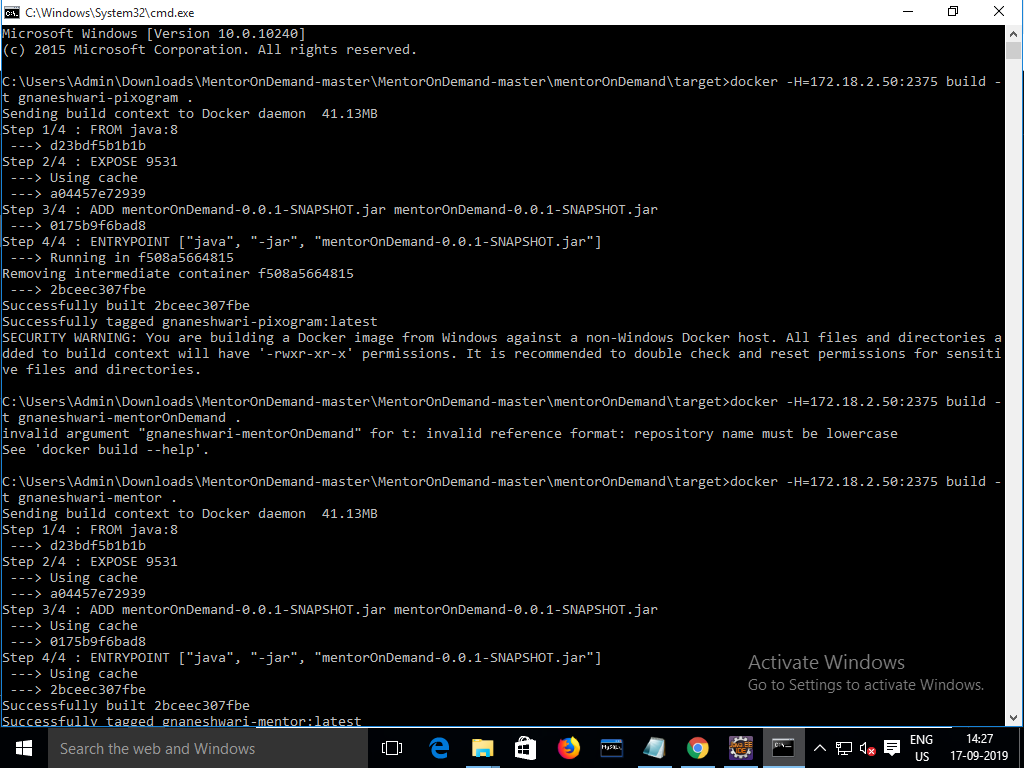 C:\Windows\System32\cmd.exe
Microsoft Windows [Version 10.0.10240]
(c) 2015 Microsoft Corporation. All rights reserved.
C:\Users\Admin\Downloads\MentorOnDemand-master\MentorOnDemand-master\mentorOnDemand\target>docker -H=172.18.2.50:2375 build -
t gnaneshwari-pixogram .
Sending build context to Docker daemon  41.13MB
Step 1/4 : FROM java:8
 ---> d23bdf5b1b1b
Step 2/4 : EXPOSE 9531
 ---> Using cache
 ---> a04457e72939
Step 3/4 : ADD mentorOnDemand-0.0.1-SNAPSHOT.jar mentorOnDemand-0.0.1-SNAPSHOT.jar
 ---> 0175b9f6bad8
Step 4/4 : ENTRYPOINT ["java", "-jar", "mentorOnDemand-0.0.1-SNAPSHOT.jar"]
 ---> Running in f508a5664815
Removing intermediate container f508a5664815
 ---> 2bceec307fbe
Successfully built 2bceec307fbe
Successfully tagged gnaneshwari-pixogram:latest
SECURITY WARNING: You are building a Docker image from Windows against a non-Windows Docker host. All files and directories a
dded to build context will have '-rwxr-xr-x' permissions. It is recommended to double check and reset permissions for sensiti
ve files and directories.
C:\Users\Admin\Downloads\MentorOnDemand-master\MentorOnDemand-master\mentorOnDemand\target>docker -H=172.18.2.50:2375 build -
t gnaneshwari-mentorOnDemand .
invalid argument "gnaneshwari-mentorOnDemand" for t: invalid reference format: repository name must be lowercase
See 'docker build --help'.
C:\Users\Admin\Downloads\MentorOnDemand-master\MentorOnDemand-master\mentorOnDemand\target>docker -H=172.18.2.50:2375 build -
t gnaneshwari-mentor .
Sending build context to Docker daemon  41.13MB
Step 1/4 : FROM java:8
 ---> d23bdf5b1b1b
Step 2/4 : EXPOSE 9531
 ---> Using cache
 ---> a04457e72939
Step 3/4 : ADD mentorOnDemand-0.0.1-SNAPSHOT.jar mentorOnDemand-0.0.1-SNAPSHOT.jar
 ---> Using cache
 ---> 0175b9f6bad8
Step 4/4 : ENTRYPOINT ["java", "-jar", "mentorOnDemand-0.0.1-SNAPSHOT.jar"]
 ---> Using cache
 ---> 2bceec307fbe
Successfully built 2bceec307fbe
Successfully tagged gnaneshwari-mentor:latest
Activate Windows
Go to Settings to activate Windows.
Search the web and Windows
MySQL
ENG
US
14:27
17-09-2019